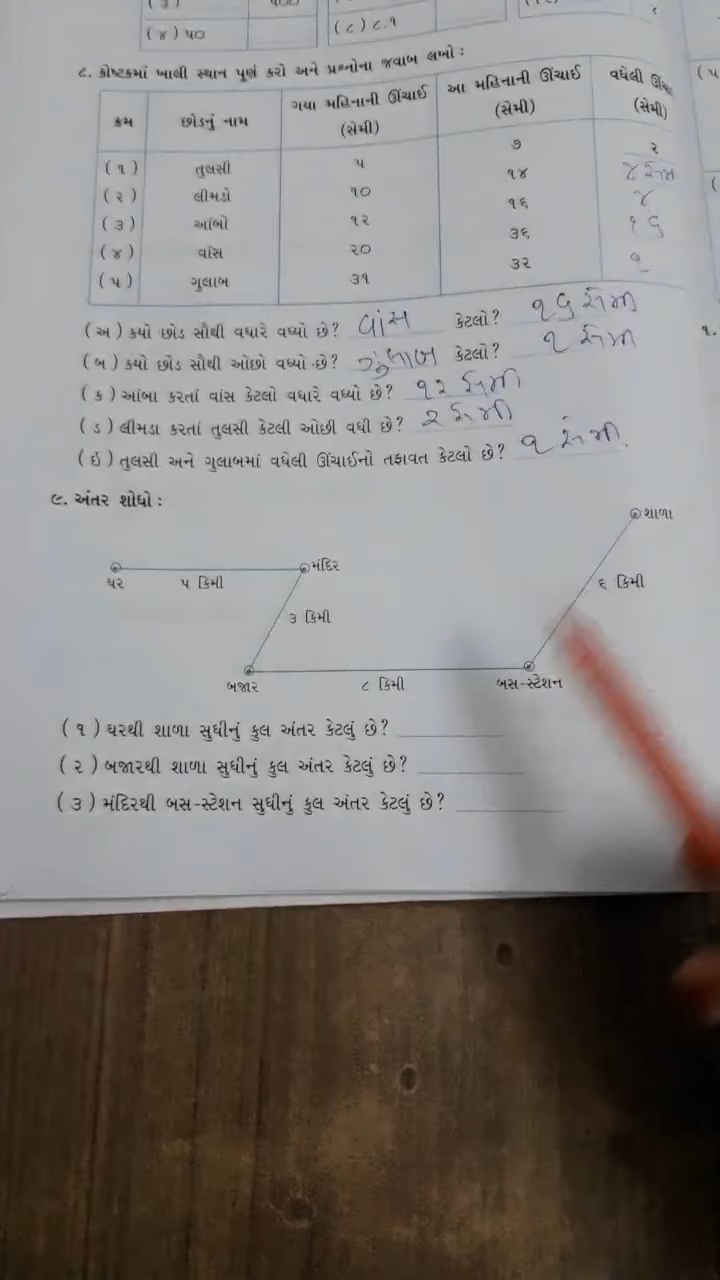 (૪) ૫૦
(૮) ૮.૧
૮. કોષ્ટકમાં ખાલી સ્થાન પૂર્ણ કરો અને પ્રશ્નોના જવાબ લખો :
ક્રમ છોડનું નામ ગયા મહિનાની ઊંચાઈ (સેમી) આ મહિનાની ઊંચાઈ (સેમી) વધેલી (સેમી)
(૧) તુલસી ૫ ૭ ૨
(૨) લીમડો ૧૦ ૧૪ ૪ સેમી
(૩) આંબો ૧૨ ૧૬ ૪
(૪) વાંસ ૨૦ ૩૬ ૧૬
(૫) ગુલાબ ૩૧ ૩૨ ૧
(અ) કયો છોડ સૌથી વધારે વધ્યો છે? વાંસ કેટલો? ૧૬ સેમી
(બ) કયો છોડ સૌથી ઓછો વધ્યો છે? ગુલાબ કેટલો? ૧ સેમી
(ક) આંબા કરતાં વાંસ કેટલો વધારે વધ્યો છે? ૧૨ સેમી
(ડ) લીમડા કરતાં તુલસી કેટલી ઓછી વધી છે? ૨ સેમી
(ઈ) તુલસી અને ગુલાબમાં વધેલી ઊંચાઈનો તફાવત કેટલો છે? ૧ સેમી.
૧.
૯. અંતર શોધો :
શાળા
ઘર ૫ કિમી મંદિર
૬ કિમી
૩ કિમી
બજાર ૮ કિમી બસ-સ્ટેશન
(૧) ઘરથી શાળા સુધીનું કુલ અંતર કેટલું છે?
(૨) બજારથી શાળા સુધીનું કુલ અંતર કેટલું છે?
(૩) મંદિરથી બસ-સ્ટેશન સુધીનું કુલ અંતર કેટલું છે?